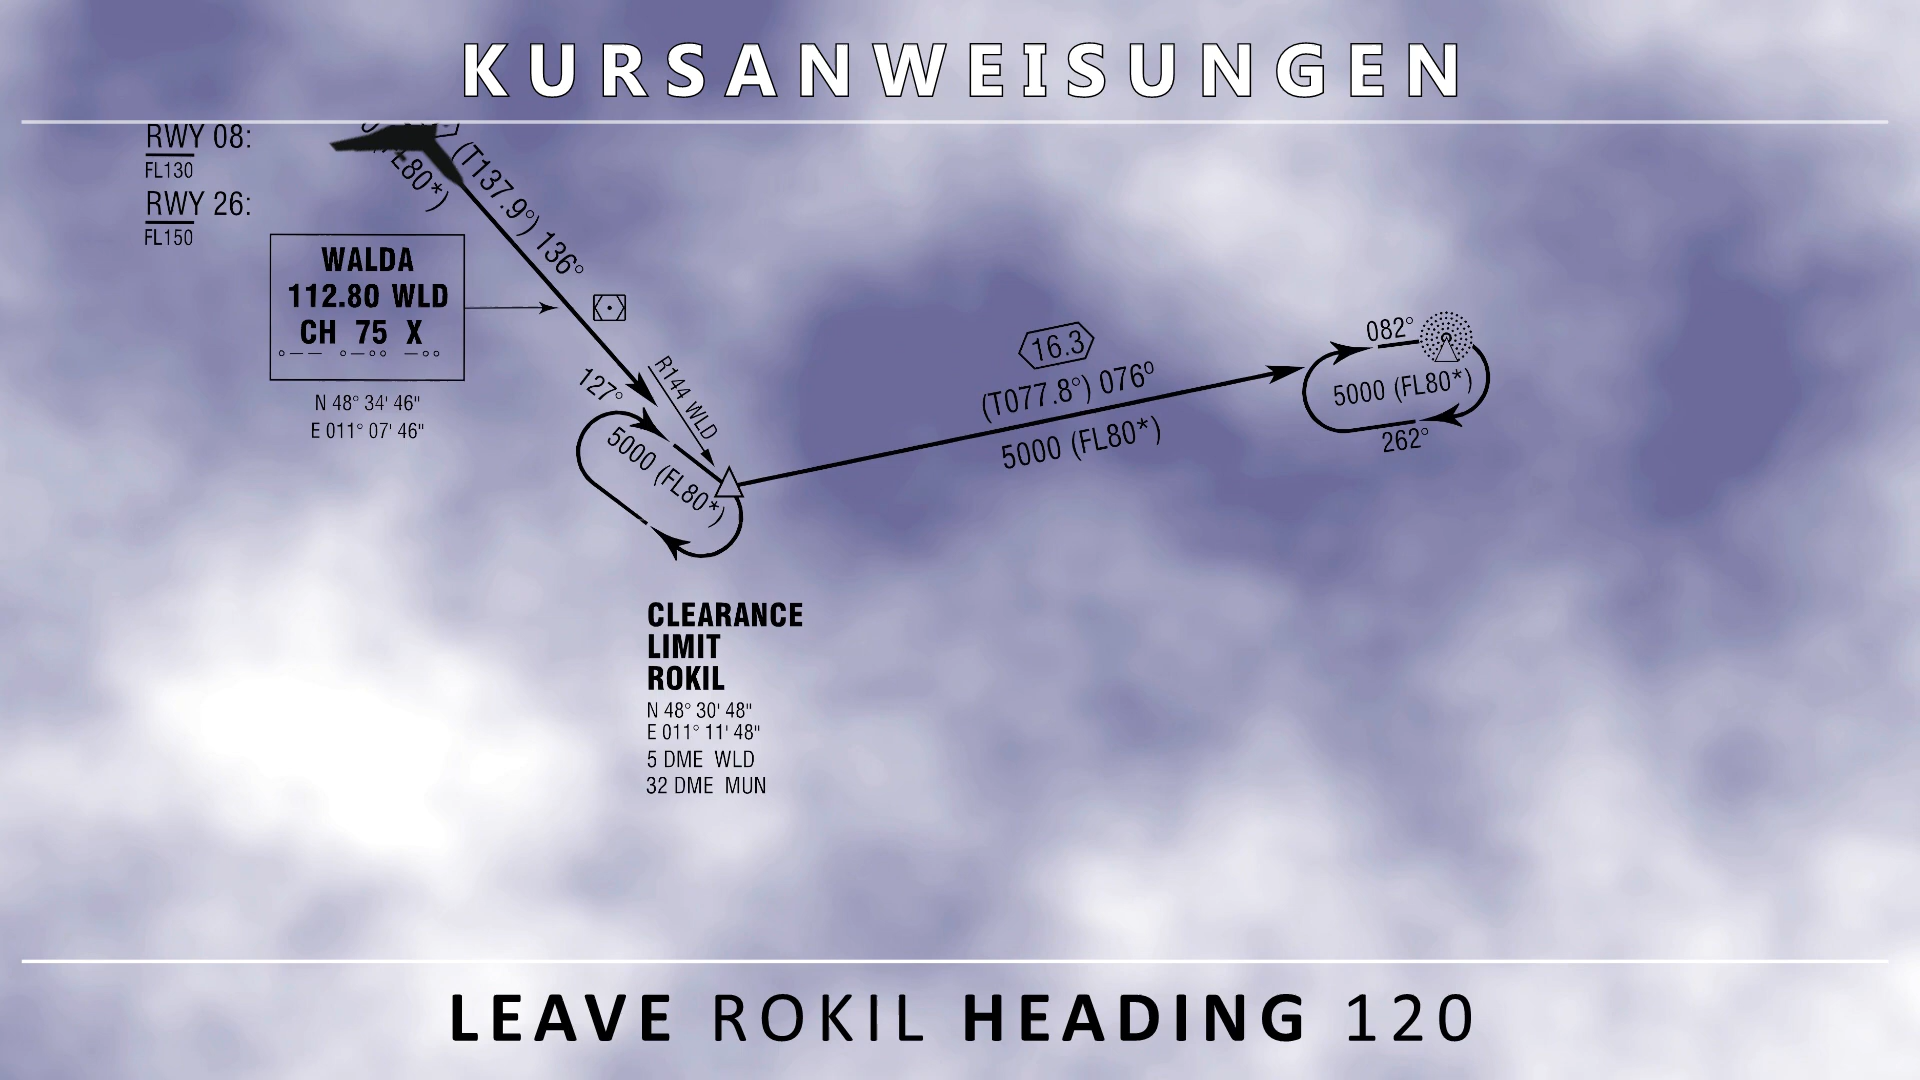 KURSANWEISUNGEN
RWY 08:
FL130
RWY 26:
FL150
(T137.9°) 136°
WALDA
112.80 WLD
CH 75 X
N 48° 34' 46"
E 011° 07' 46"
127°
R144 WLD
5000 (FL80*)
16.3
(T077.8°) 076°
5000 (FL80*)
082°
5000 (FL80*)
262°
CLEARANCE
LIMIT
ROKIL
N 48° 30' 48"
E 011° 11' 48"
5 DME WLD
32 DME MUN
LEAVE ROKIL HEADING 120